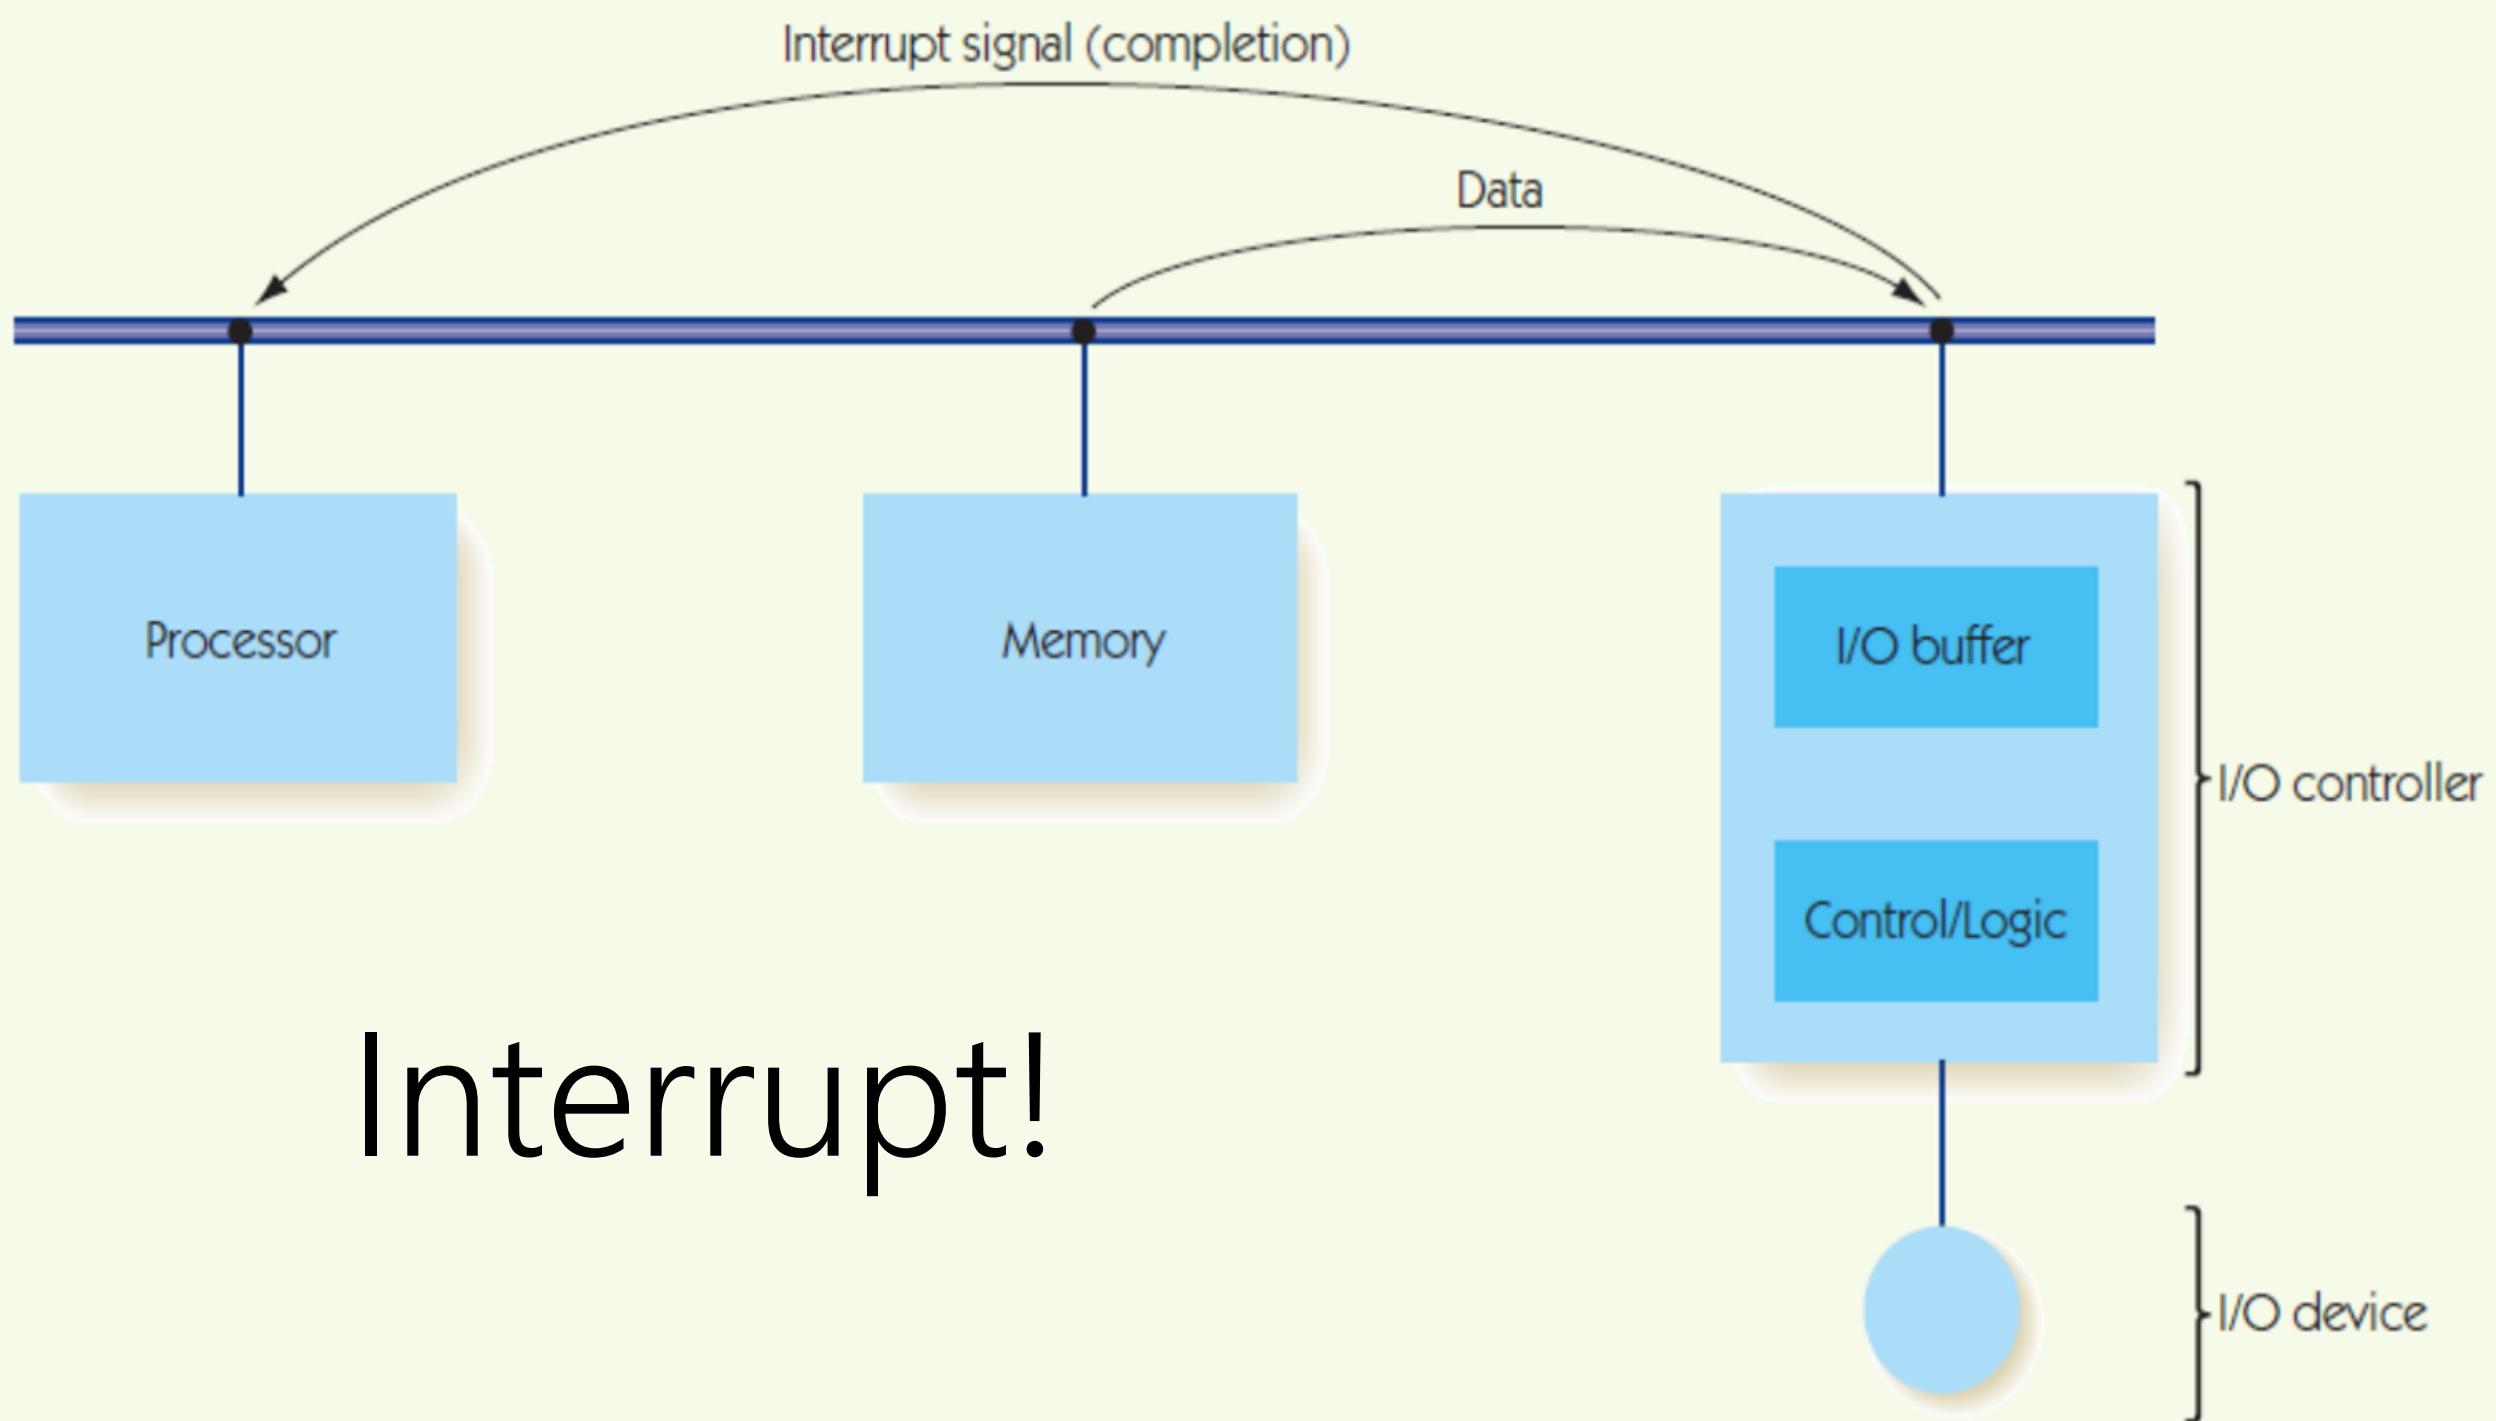 Interrupt signal (completion)
Data
Processor
Memory
I/O buffer
I/O controller
Control/Logic
Interrupt!
I/O device